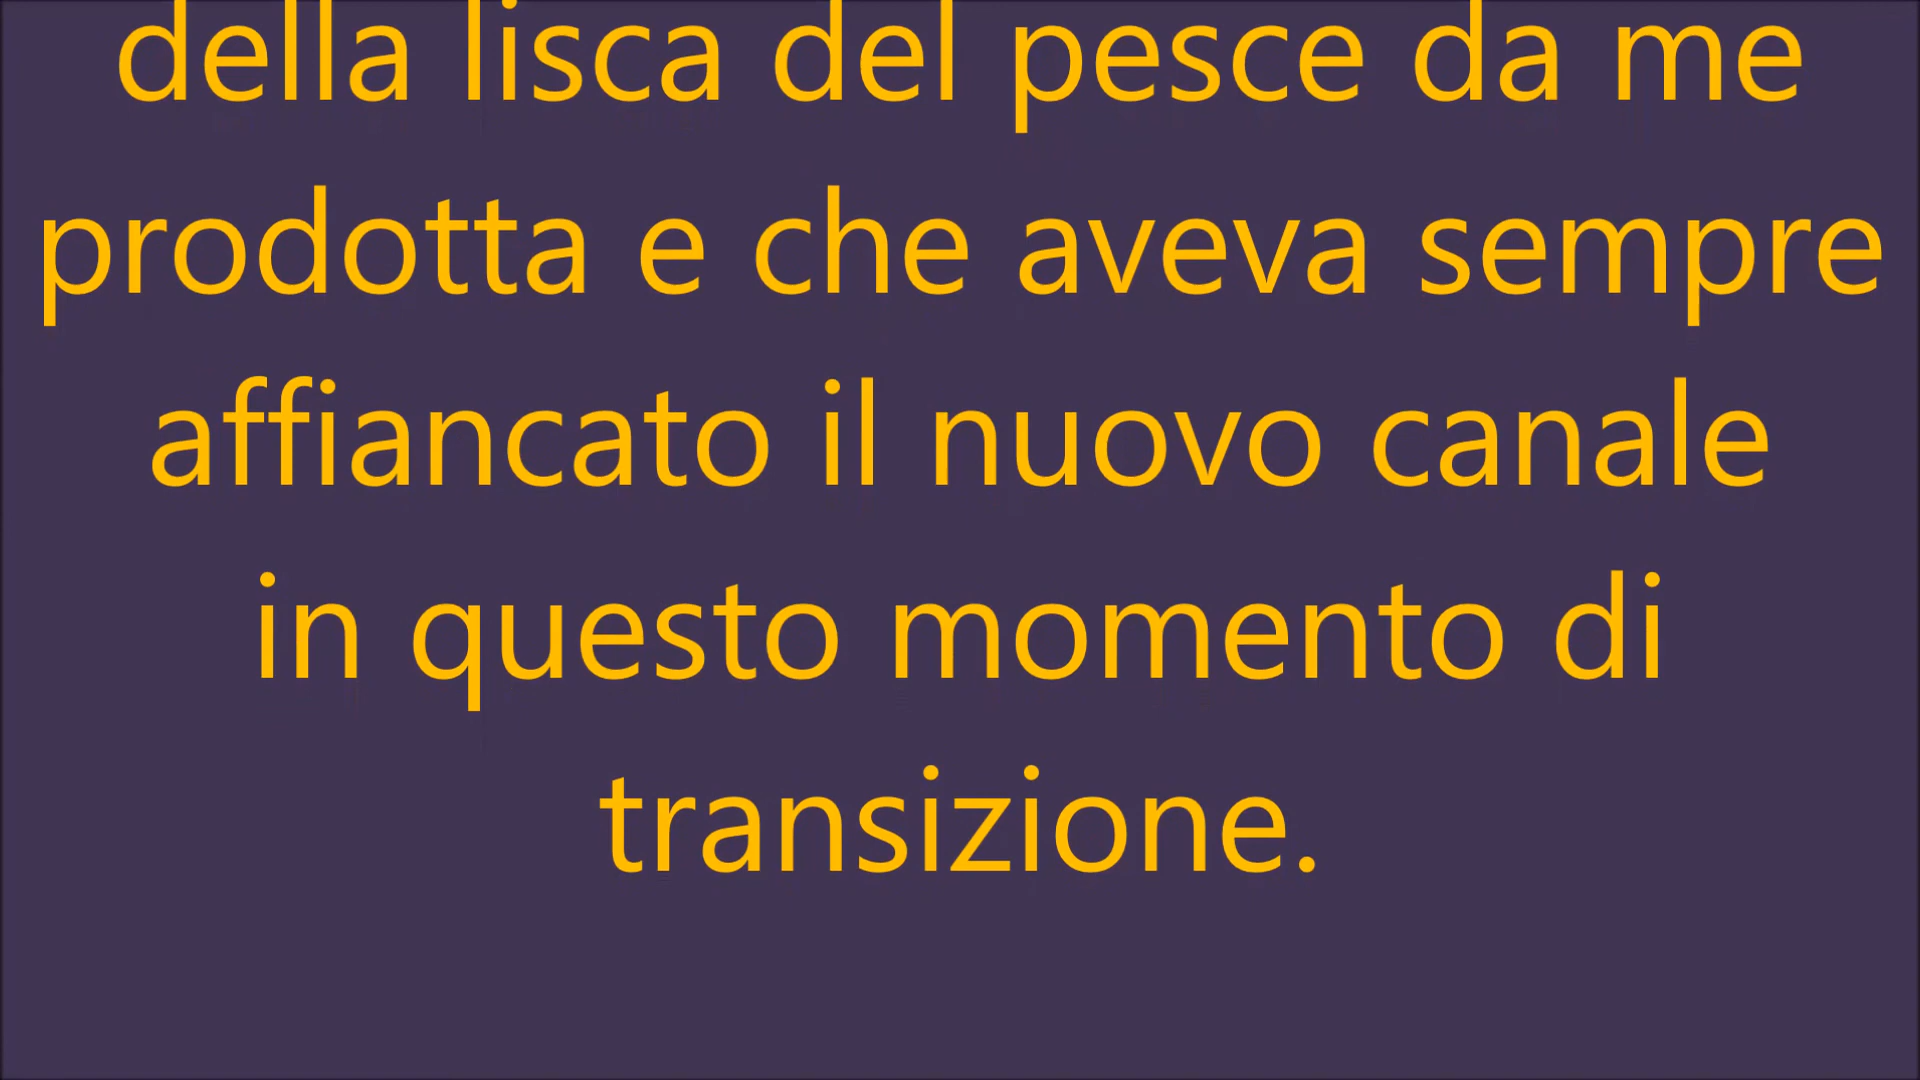 della lisca del pesce da me
prodotta e che aveva sempre
affiancato il nuovo canale
in questo momento di
transizione.